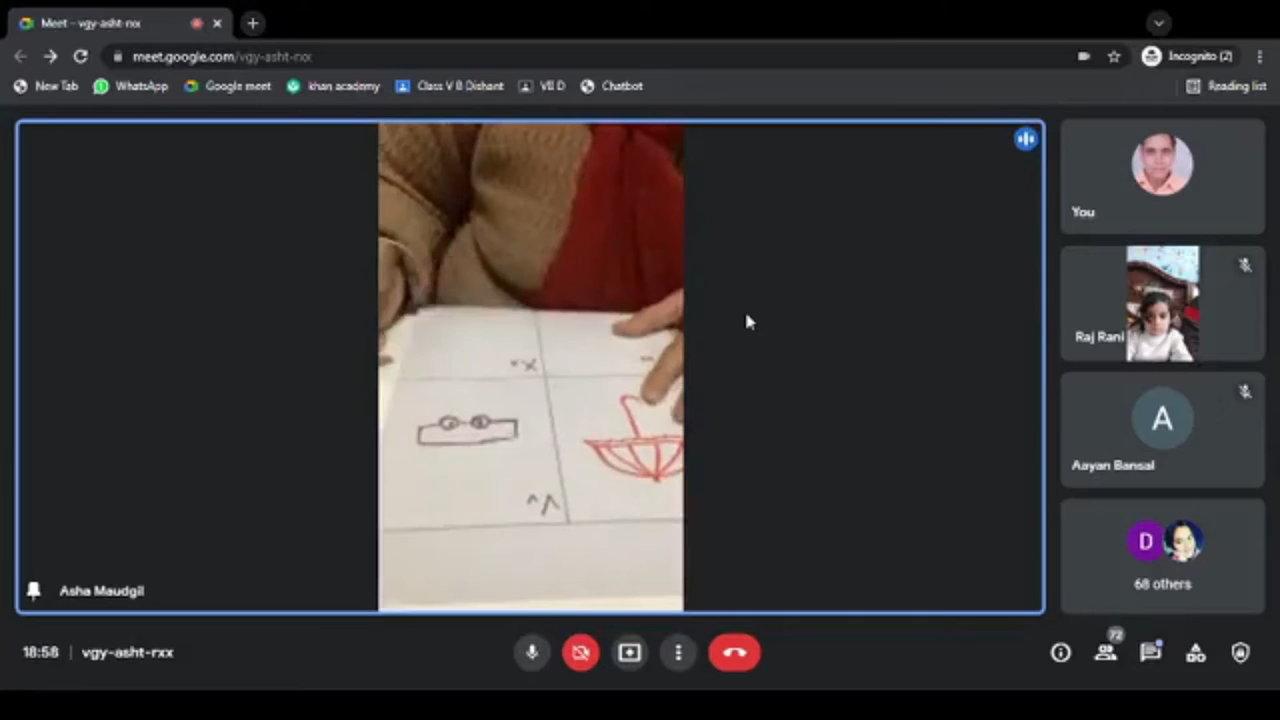 Meet - vgy-asht-rxx
meet.google.com/vgy-asht-rxx
Incognito (2)
New Tab
WhatsApp
Google meet
khan academy
Class V B Dishant
VII D
Chatbot
Reading list
You
Raj Rani
A
Aayan Bansal
D
68 others
Asha Maudgil
18:58 | vgy-asht-rxx
72